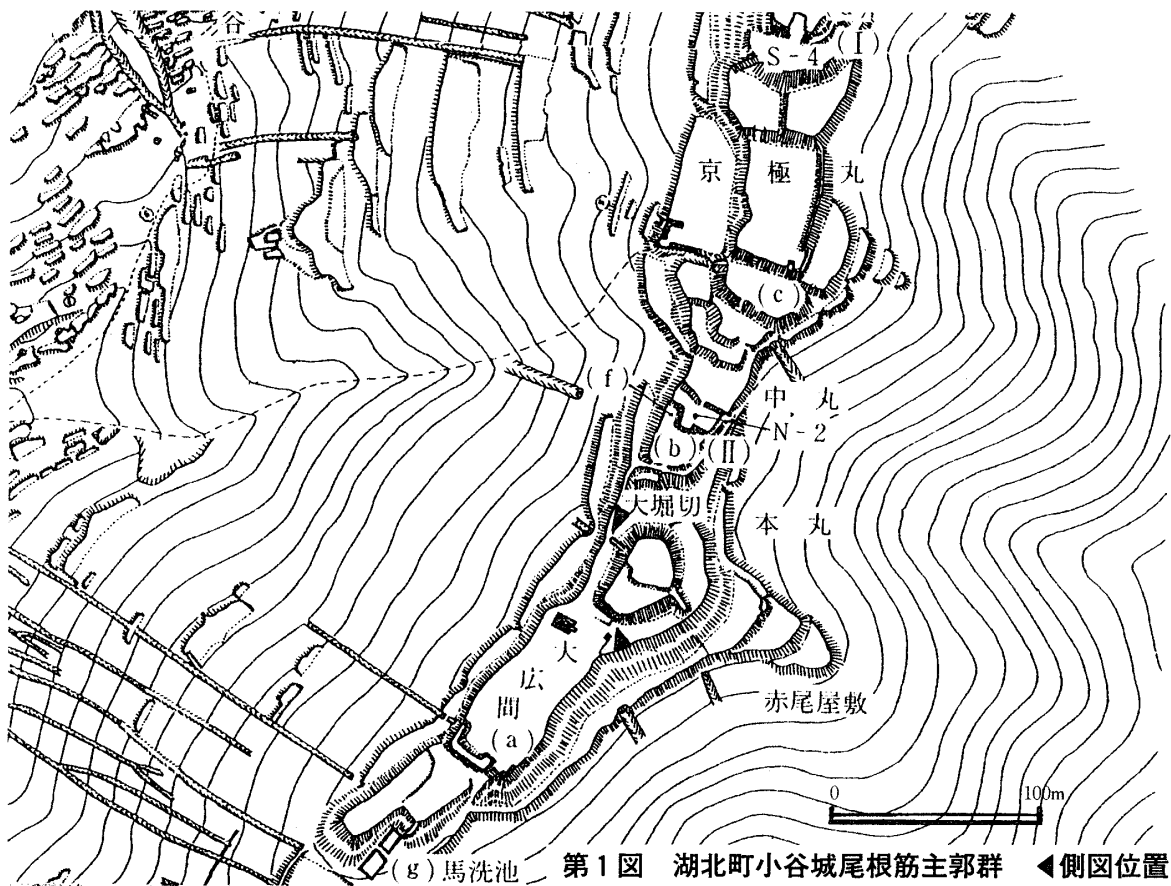 谷
S-4
(I)
京極丸
(c)
(f)
中丸
N-2
(b)
(II)
大堀切
本丸
大広間
(a)
赤尾屋敷
0 100m
(g)馬洗池
第1図 湖北町小谷城尾根筋主郭群 ◀側図位置